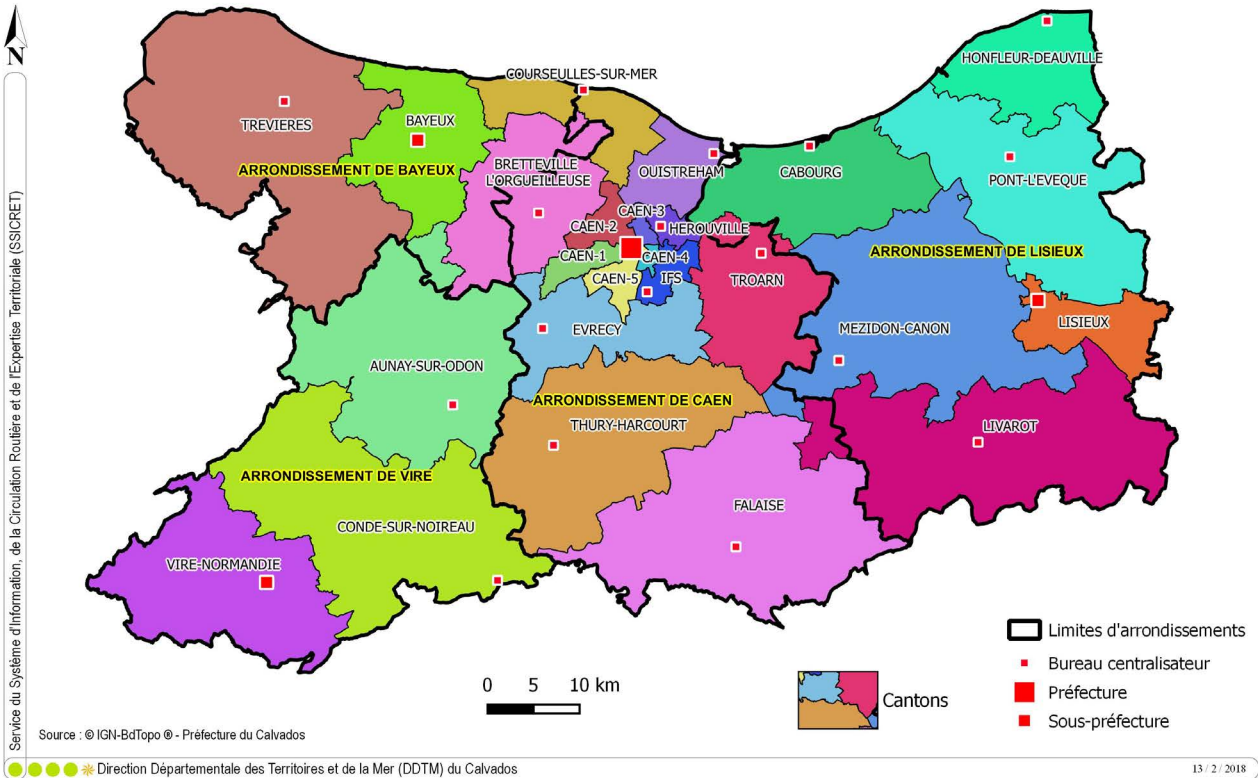 N
Service du Système d'Information, de la Circulation Routière et de l'Expertise Territoriale (SSICRET)
HONFLEUR-DEAUVILLE
COURSEULLES-SUR-MER
TREVIERES
BAYEUX
ARRONDISSEMENT DE BAYEUX
BRETTEVILLE
L'ORGUEILLEUSE
OUISTREHAM
CABOURG
PONT-L'EVEQUE
CAEN-3
CAEN-2
HEROUVILLE
CAEN-1
CAEN-4
ARRONDISSEMENT DE LISIEUX
CAEN-5
IFS
TROARN
EVRECY
MEZIDON-CANON
LISIEUX
AUNAY-SUR-ODON
ARRONDISSEMENT DE CAEN
THURY-HARCOURT
LIVAROT
ARRONDISSEMENT DE VIRE
FALAISE
CONDE-SUR-NOIREAU
VIRE-NORMANDIE
0 5 10 km
Cantons
Limites d'arrondissements
Bureau centralisateur
Préfecture
Sous-préfecture
Source : © IGN-BdTopo ® - Préfecture du Calvados
Direction Départementale des Territoires et de la Mer (DDTM) du Calvados
13 / 2 / 2018